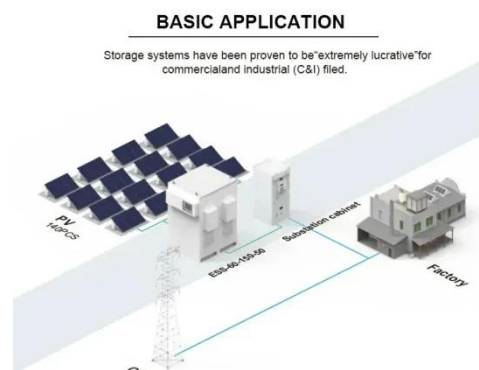 BASIC APPLICATION
Storage systems have been proven to be“extremely lucrative”for
commercialand industrial (C&I) filed.
PV
140PCS
ESS-60-150-50
Substation cabinet
Factory